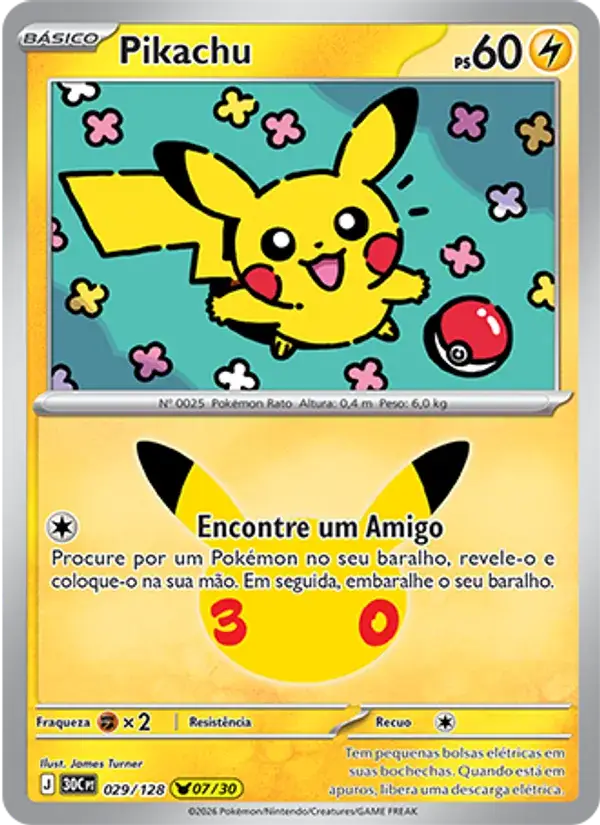 BÁSICO Pikachu PS60
Nº 0025 Pokémon Rato Altura: 0,4 m Peso: 6,0 kg
Encontre um Amigo
Procure por um Pokémon no seu baralho, revele-o e
coloque-o na sua mão. Em seguida, embaralhe o seu baralho.
3 0
Fraqueza ×2 Resistência Recuo
Ilust. James Turner
J 30C PT 029/128 07/30
Tem pequenas bolsas elétricas em
suas bochechas. Quando está em
apuros, libera uma descarga elétrica.
©2026 Pokémon/Nintendo/Creatures/GAME FREAK